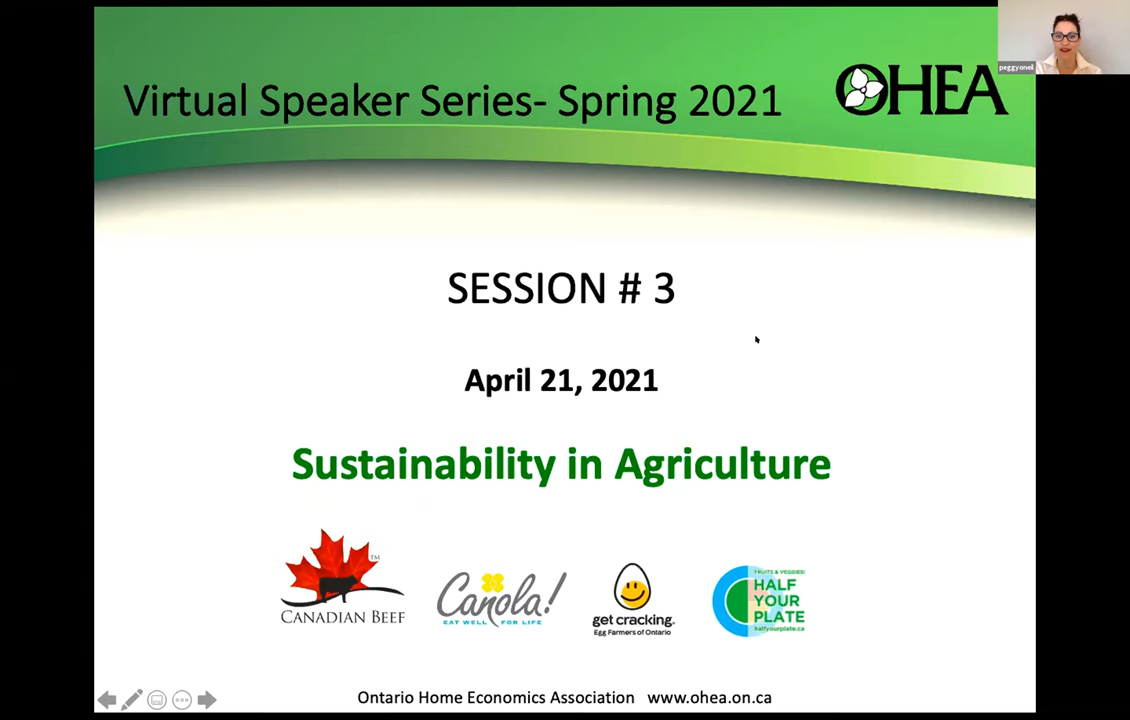 Virtual Speaker Series- Spring 2021
OHEA
peggyoneil
SESSION # 3
April 21, 2021
Sustainability in Agriculture
TM
CANADIAN BEEF
Canola!
EAT WELL FOR LIFE
get cracking.
Egg Farmers of Ontario
FRUITS & VEGGIES
HALF
YOUR
PLATE
halfyourplate.ca
Ontario Home Economics Association www.ohea.on.ca